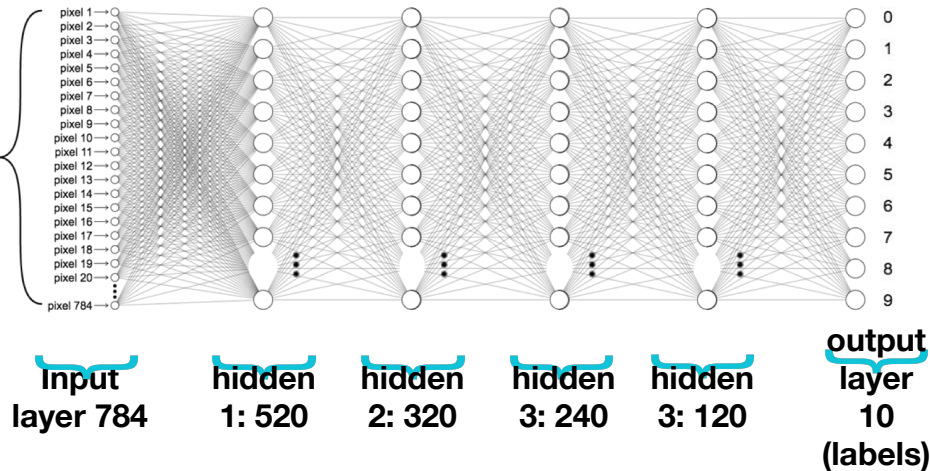 pixel 1
pixel 2
pixel 3
pixel 4
pixel 5
pixel 6
pixel 7
pixel 8
pixel 9
pixel 10
pixel 11
pixel 12
pixel 13
pixel 14
pixel 15
pixel 16
pixel 17
pixel 18
pixel 19
pixel 20
pixel 784
0
1
2
3
4
5
6
7
8
9
Input
layer 784
hidden
1: 520
hidden
2: 320
hidden
3: 240
hidden
3: 120
output
layer
10
(labels)